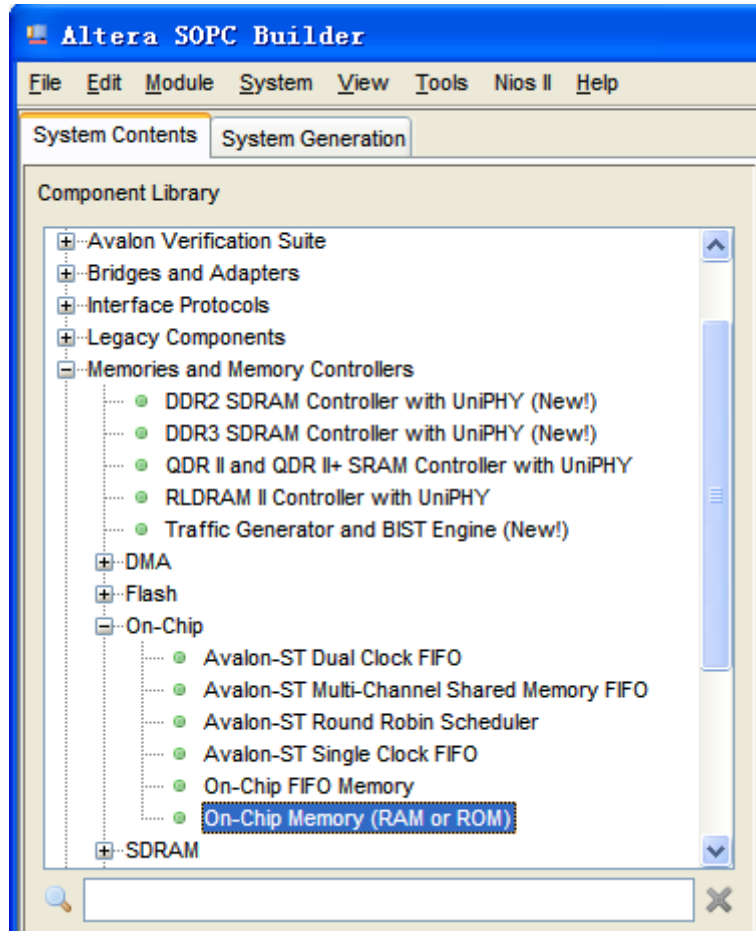 Altera SOPC Builder
File Edit Module System View Tools Nios II Help
System Contents System Generation
Component Library
Avalon Verification Suite
Bridges and Adapters
Interface Protocols
Legacy Components
Memories and Memory Controllers
DDR2 SDRAM Controller with UniPHY (New!)
DDR3 SDRAM Controller with UniPHY (New!)
QDR II and QDR II+ SRAM Controller with UniPHY
RLDRAM II Controller with UniPHY
Traffic Generator and BIST Engine (New!)
DMA
Flash
On-Chip
Avalon-ST Dual Clock FIFO
Avalon-ST Multi-Channel Shared Memory FIFO
Avalon-ST Round Robin Scheduler
Avalon-ST Single Clock FIFO
On-Chip FIFO Memory
On-Chip Memory (RAM or ROM)
SDRAM